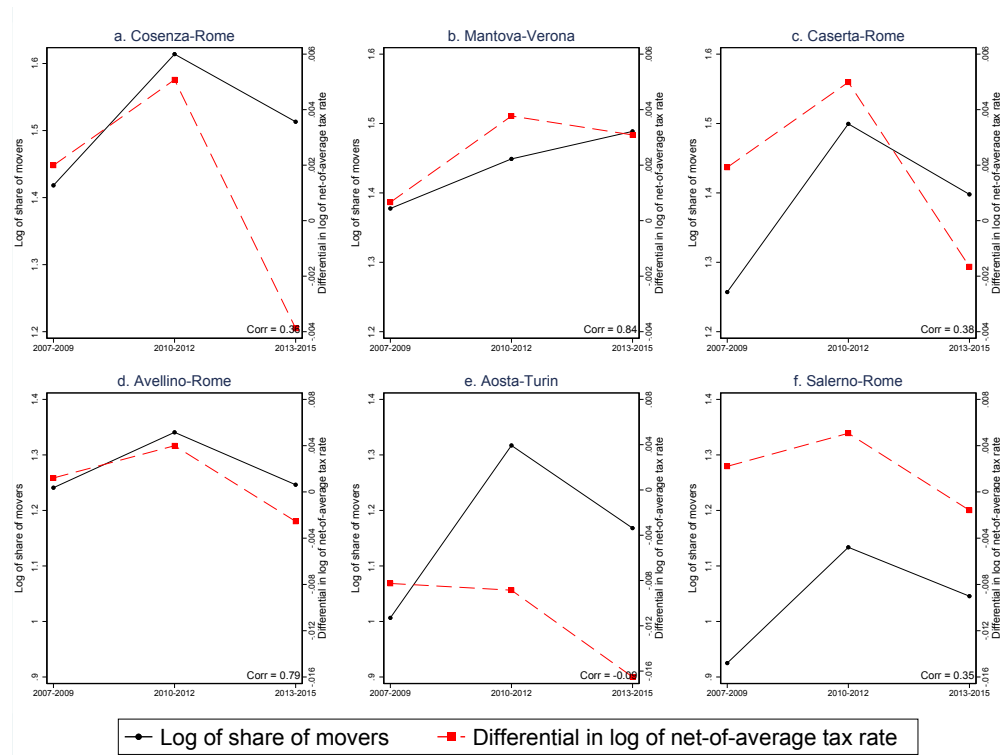 a. Cosenza-Rome
Log of share of movers
1.6
1.5
1.4
1.3
1.2
.006
.004
.002
0
-.002
-.004
Differential in log of net-of-average tax rate
Corr =
2007-2009 2010-2012 2013-2015
b. Mantova-Verona
Log of share of movers
1.6
1.5
1.4
1.3
1.2
.006
.004
.002
0
-.002
-.004
Differential in log of net-of-average tax rate
Corr = 0.84
2007-2009 2010-2012 2013-2015
c. Caserta-Rome
Log of share of movers
1.6
1.5
1.4
1.3
1.2
.006
.004
.002
0
-.002
-.004
Differential in log of net-of-average tax rate
Corr = 0.38
2007-2009 2010-2012 2013-2015
d. Avellino-Rome
Log of share of movers
1.4
1.3
1.2
1.1
1
.9
.008
.004
0
-.004
-.008
-.012
-.016
Differential in log of net-of-average tax rate
Corr = 0.79
2007-2009 2010-2012 2013-2015
e. Aosta-Turin
Log of share of movers
1.4
1.3
1.2
1.1
1
.9
.008
.004
0
-.004
-.008
-.012
-.016
Differential in log of net-of-average tax rate
Corr =
2007-2009 2010-2012 2013-2015
f. Salerno-Rome
Log of share of movers
1.4
1.3
1.2
1.1
1
.9
.008
.004
0
-.004
-.008
-.012
-.016
Differential in log of net-of-average tax rate
Corr = 0.35
2007-2009 2010-2012 2013-2015
Log of share of movers Differential in log of net-of-average tax rate